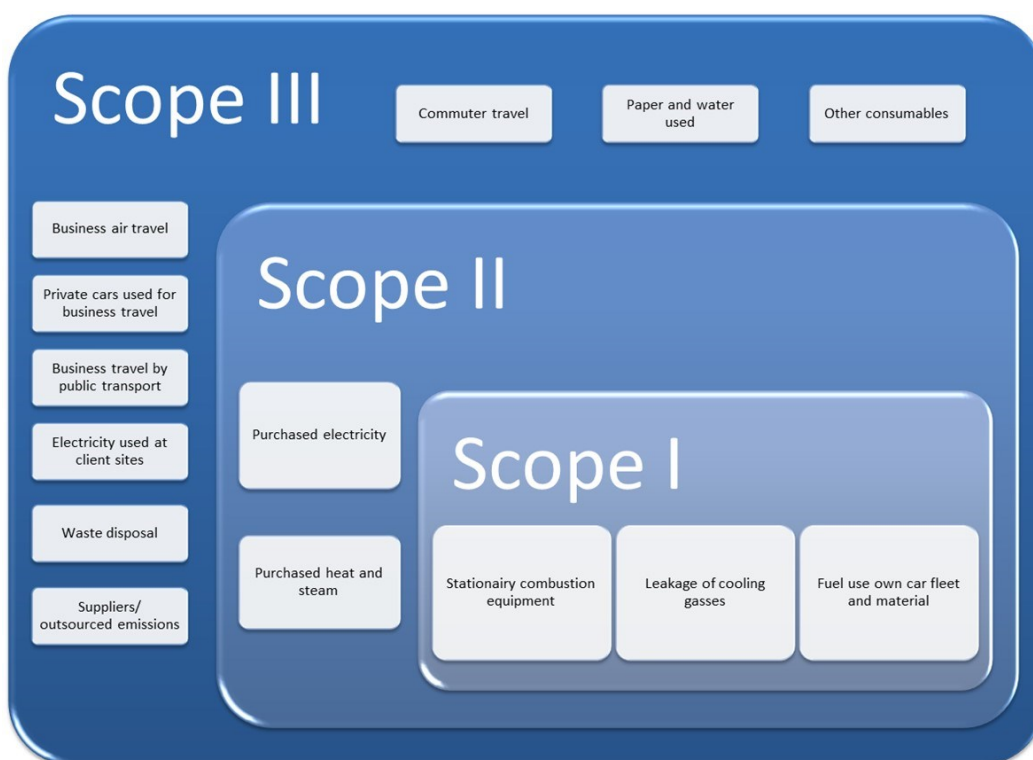 Scope III
Commuter travel
Paper and water
used
Other consumables
Business air travel
Private cars used for
business travel
Business travel by
public transport
Electricity used at
client sites
Waste disposal
Suppliers/
outsourced emissions
Scope II
Purchased electricity
Purchased heat and
steam
Scope I
Stationairy combustion
equipment
Leakage of cooling
gasses
Fuel use own car fleet
and material